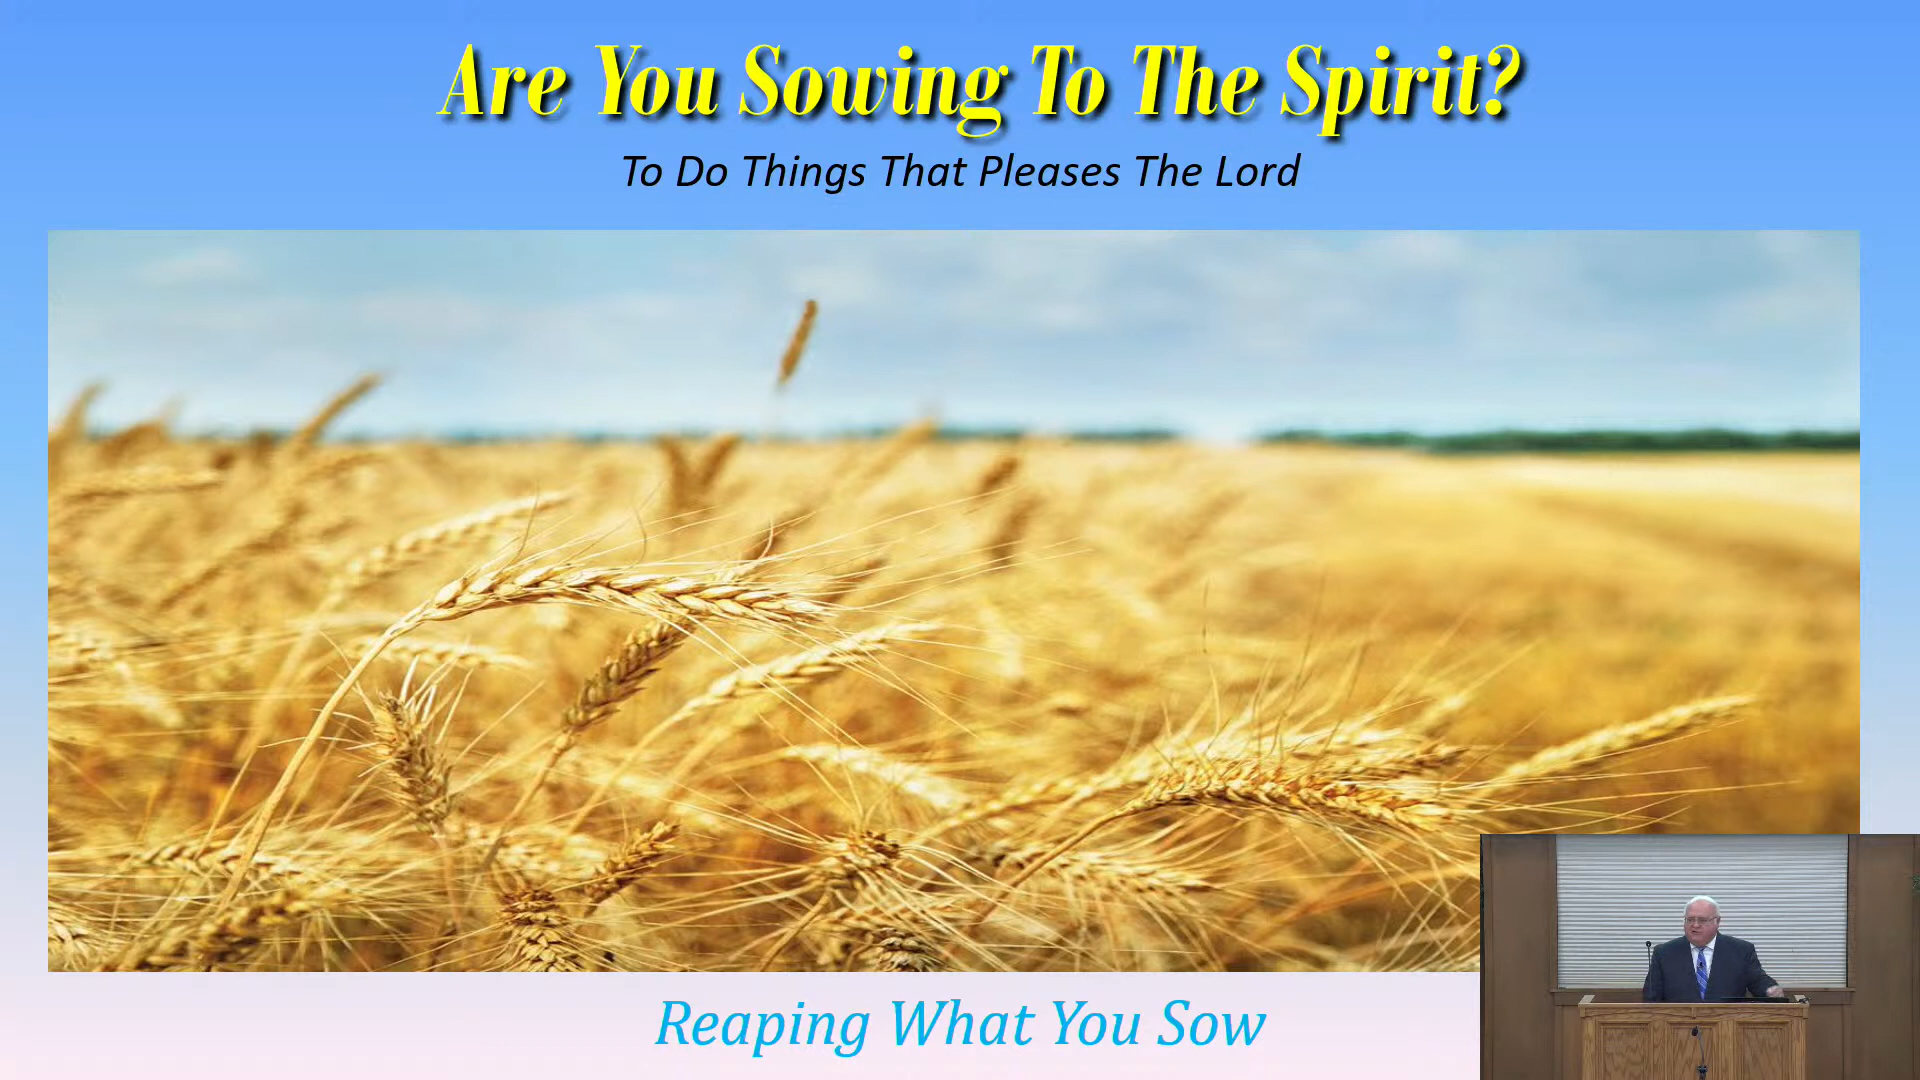 Are You Sowing To The Spirit?
To Do Things That Pleases The Lord
Reaping What You Sow